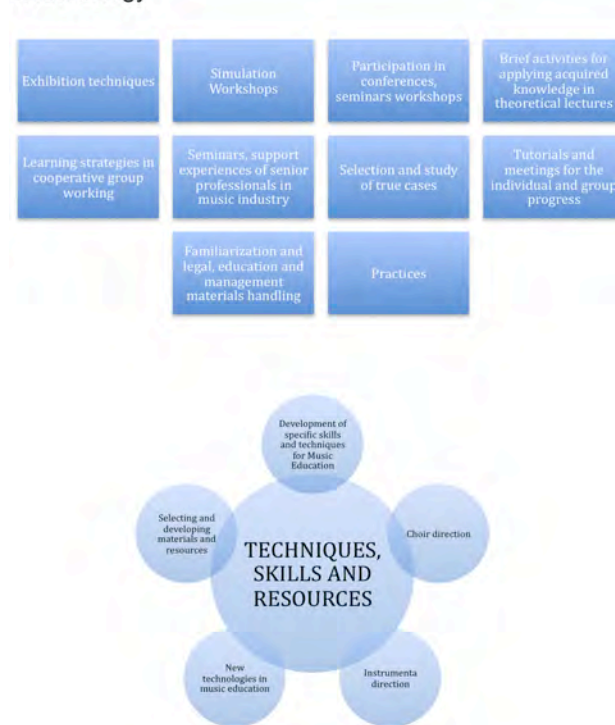 Exhibition techniques
Simulation
Workshops
Participation in
conferences,
seminars workshops
Brief activities for
applying acquired
knowledge in
theoretical lectures
Learning strategies in
cooperative group
working
Seminars, support
experiences of senior
professionals in
music industry
Selection and study
of true cases
Tutorials and
meetings for the
individual and group
progress
Familiarization and
legal, education and
management
materials handling
Practices
Development of
specific skills
and techniques
for Music
Education
Selecting and
developing
materials and
resources
Choir direction
TECHNIQUES,
SKILLS AND
RESOURCES
New
technologies in
music education
Instrumenta
direction